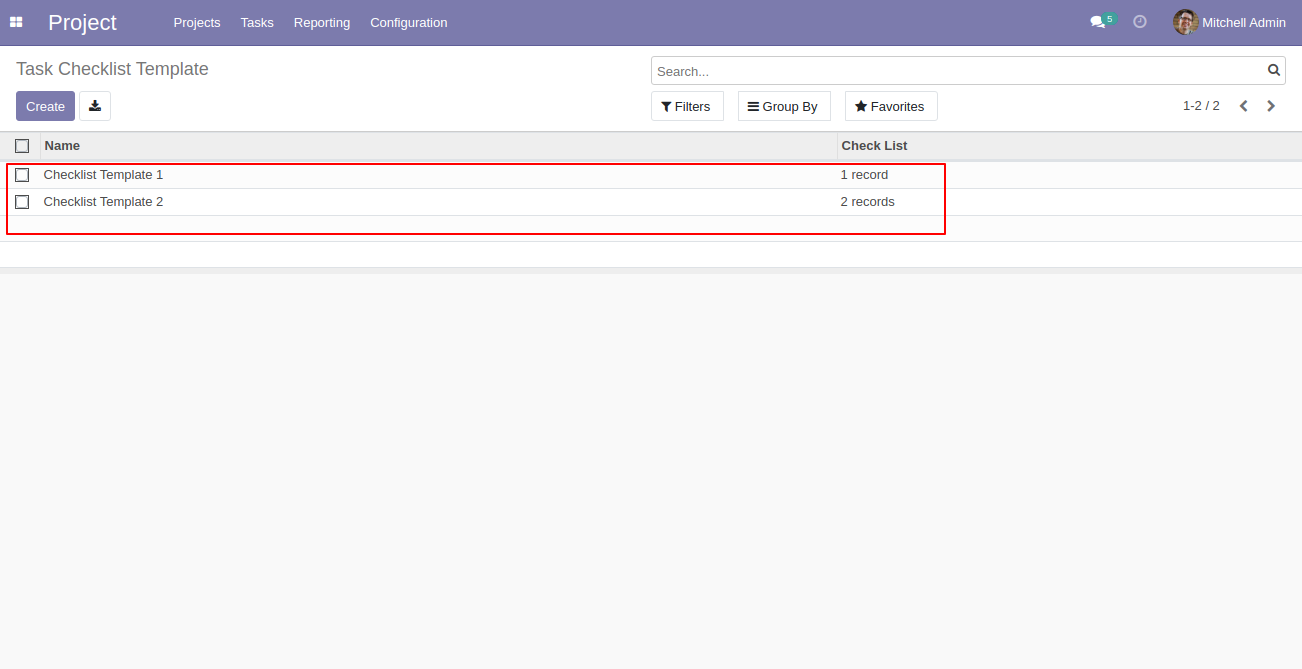 Project Projects Tasks Reporting Configuration 5 Mitchell Admin
Task Checklist Template
Search...
Create Filters Group By Favorites 1-2 / 2
Name Check List
Checklist Template 1 1 record
Checklist Template 2 2 records